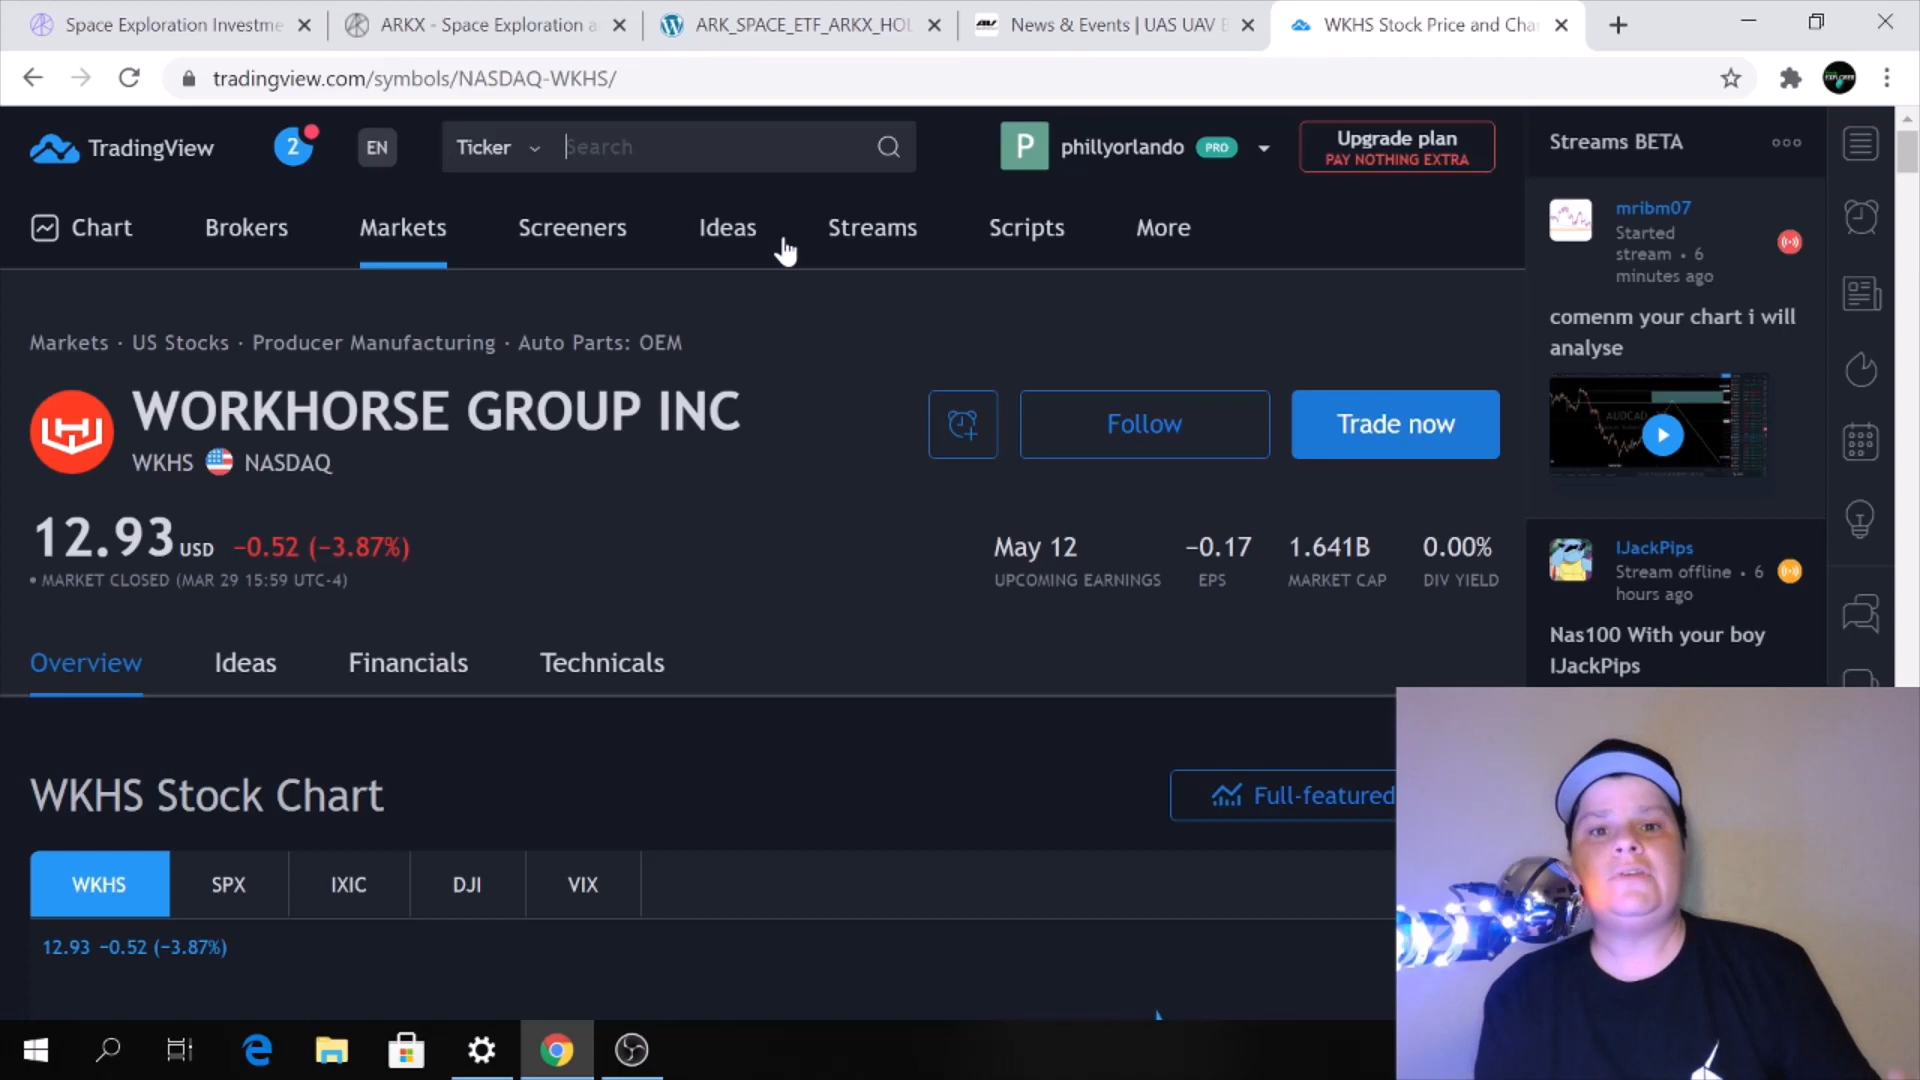 Space Exploration Investme
ARKX - Space Exploration a
ARK_SPACE_ETF_ARKX_HOL
News & Events | UAS UAV E
WKHS Stock Price and Cha
tradingview.com/symbols/NASDAQ-WKHS/
TradingView
2
EN
Ticker
Search
P
phillyorlando
PRO
Upgrade plan
PAY NOTHING EXTRA
Streams BETA
Chart
Brokers
Markets
Screeners
Ideas
Streams
Scripts
More
mribm07
Started
stream • 6
minutes ago
comenm your chart i will
analyse
AUDCAD
Markets · US Stocks · Producer Manufacturing · Auto Parts: OEM
WORKHORSE GROUP INC
WKHS
NASDAQ
Follow
Trade now
12.93 USD −0.52 (−3.87%)
• MARKET CLOSED (MAR 29 15:59 UTC-4)
May 12
UPCOMING EARNINGS
−0.17
EPS
1.641B
MARKET CAP
0.00%
DIV YIELD
IJackPips
Stream offline • 6
hours ago
Nas100 With your boy
IJackPips
Overview
Ideas
Financials
Technicals
WKHS Stock Chart
Full-featured
WKHS
SPX
IXIC
DJI
VIX
12.93 −0.52 (−3.87%)